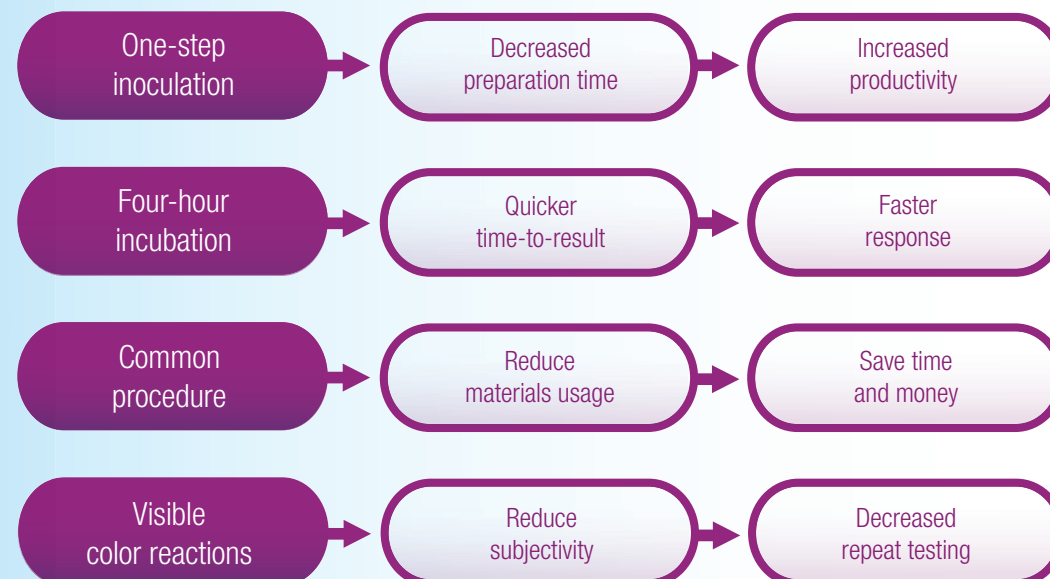 One-step
inoculation
Decreased
preparation time
Increased
productivity
Four-hour
incubation
Quicker
time-to-result
Faster
response
Common
procedure
Reduce
materials usage
Save time
and money
Visible
color reactions
Reduce
subjectivity
Decreased
repeat testing